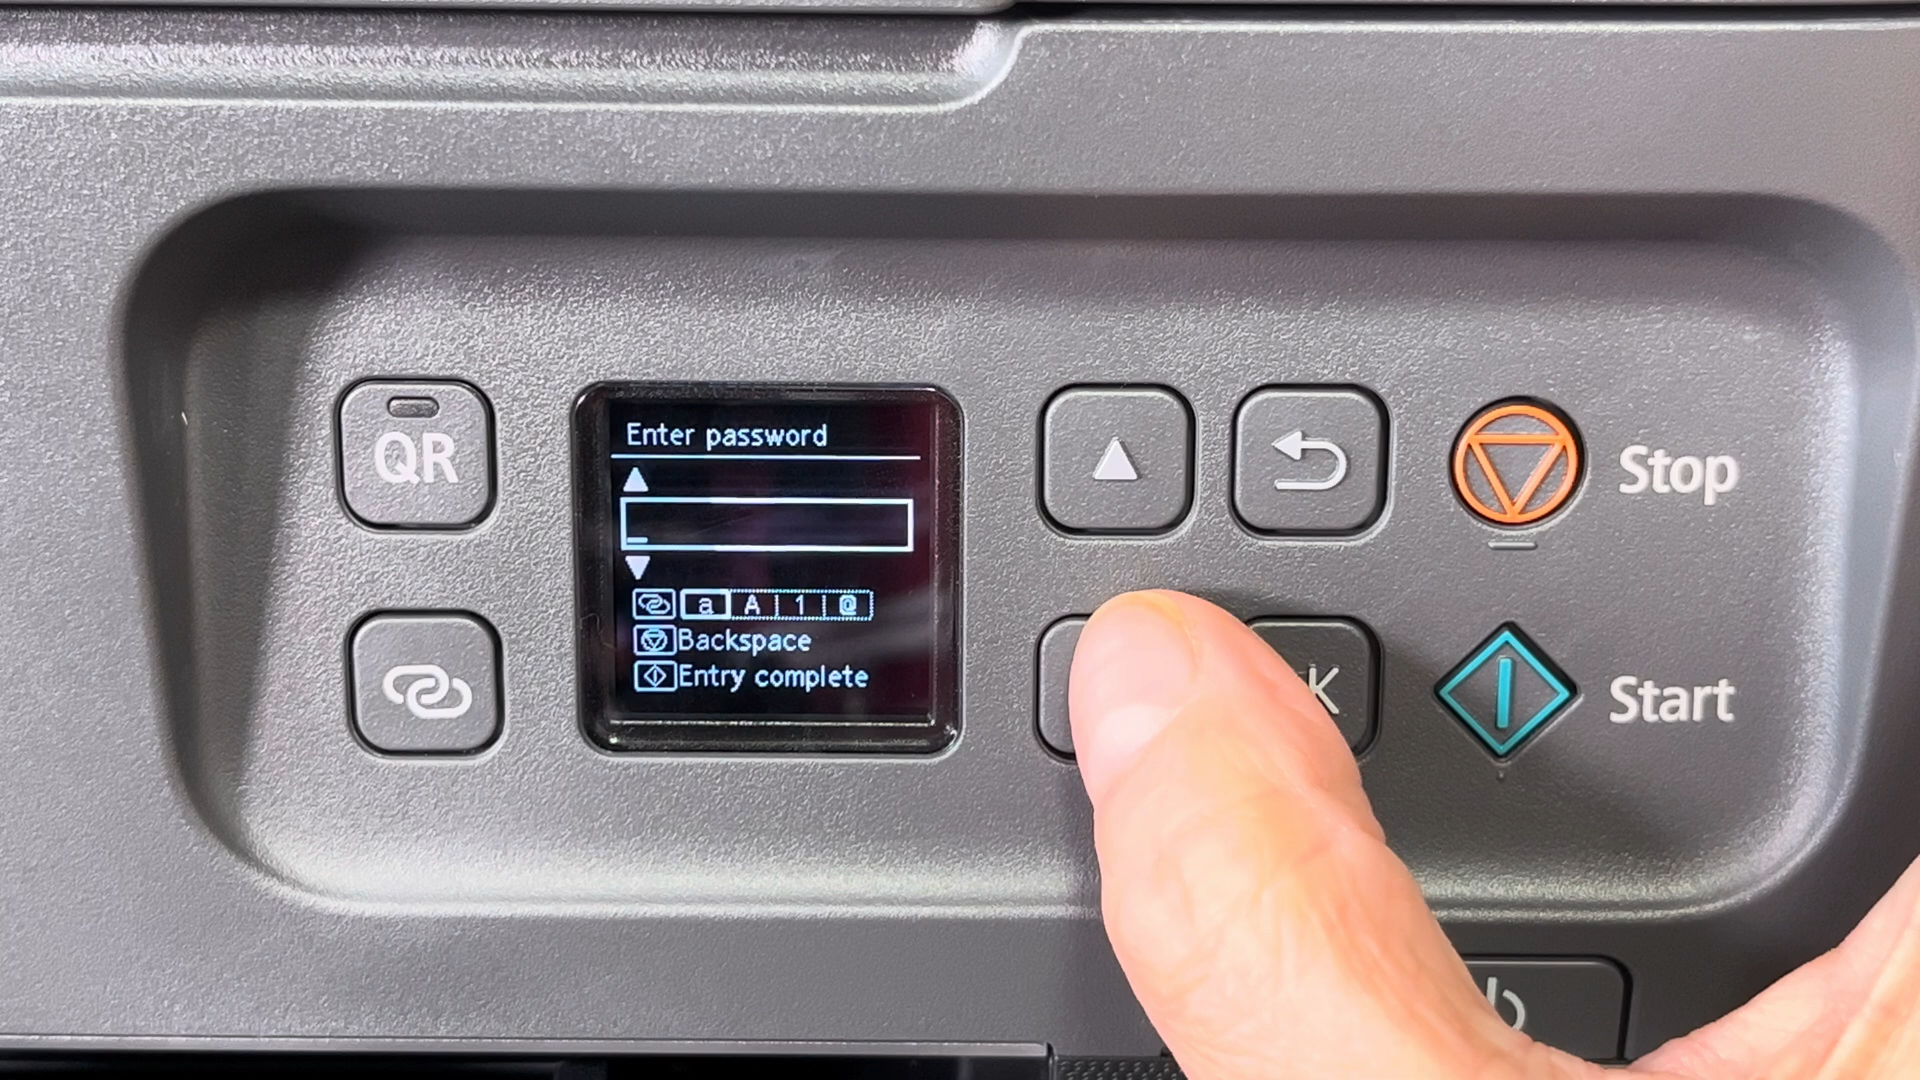 QR
Enter password
a A 1 @
Backspace
Entry complete
Stop
Start